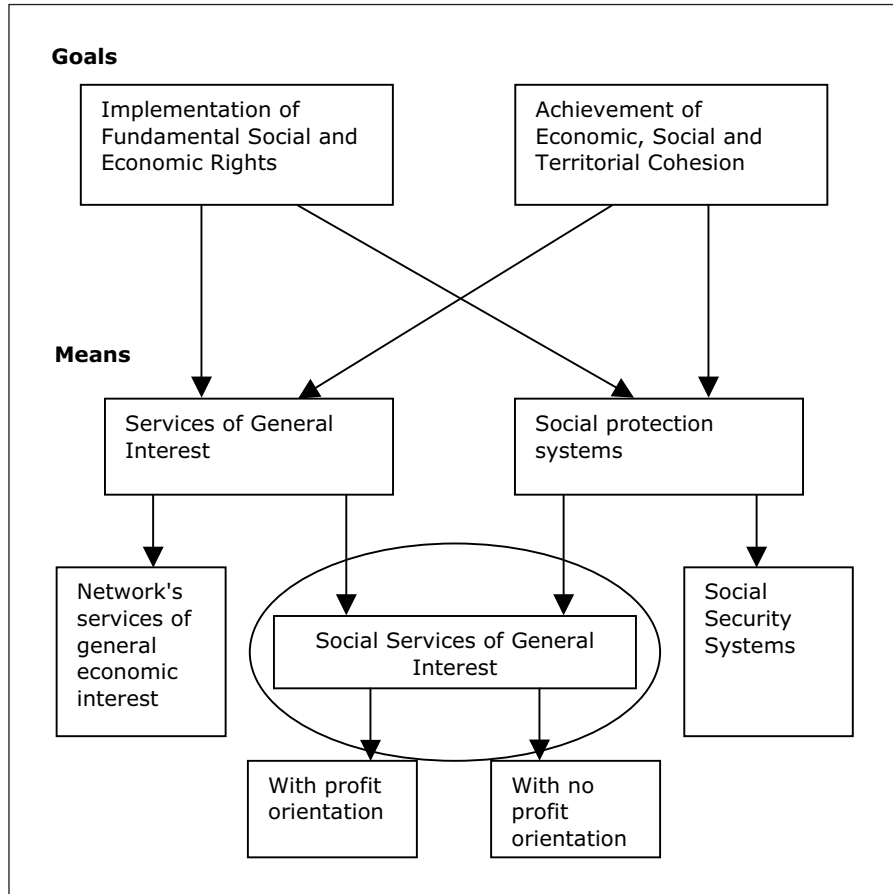 Goals
Implementation of
Fundamental Social and
Economic Rights
Achievement of
Economic, Social and
Territorial Cohesion
Means
Services of General
Interest
Social protection
systems
Network's
services of
general
economic
interest
Social Services of General
Interest
Social
Security
Systems
With profit
orientation
With no
profit
orientation